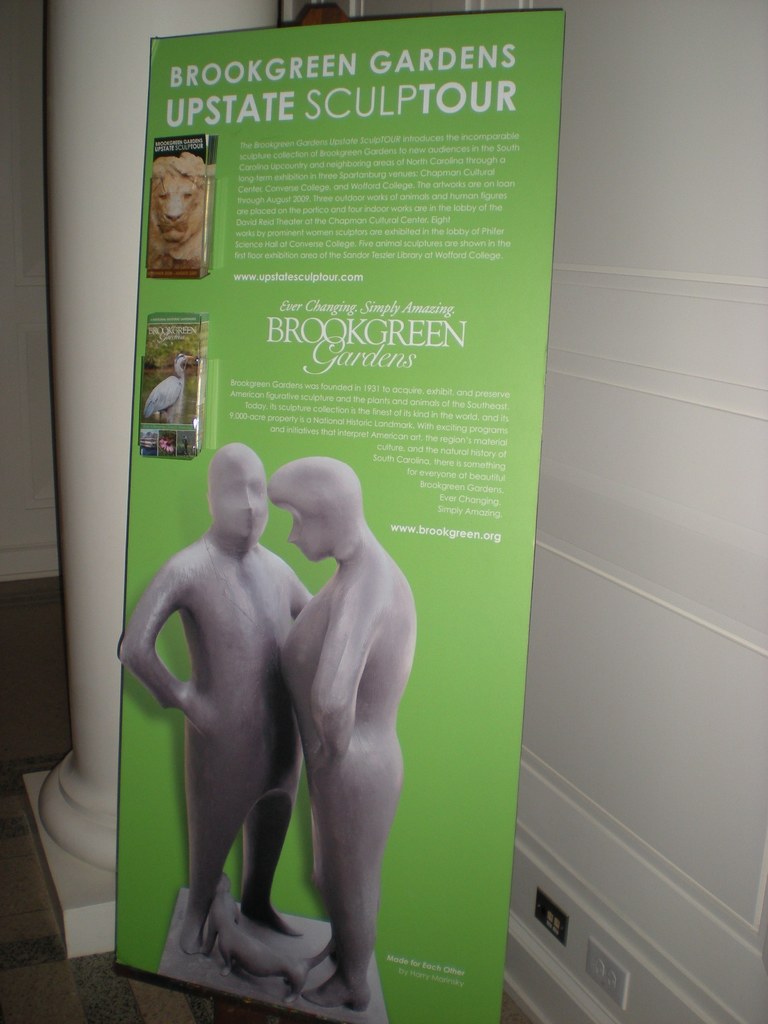 BROOKGREEN GARDENS
UPSTATE SCULPTOUR
BROOKGREEN GARDENS
UPSTATE SCULPTOUR
The Brookgreen Gardens Upstate SculpTOUR introduces the incomparable
sculpture collection of Brookgreen Gardens to new audiences in the South
Carolina Upcountry and neighboring areas of North Carolina through a
long-term exhibition in three Spartanburg venues: Chapman Cultural
Center, Converse College, and Wofford College. The artworks are on loan
through August 2009. Three outdoor works of animals and human figures
are placed on the portico and four indoor works are in the lobby of the
David Reid Theater at the Chapman Cultural Center. Eight
works by prominent women sculptors are exhibited in the lobby of Phifer
Science Hall at Converse College. Five animal sculptures are shown in the
first floor exhibition area of the Sandor Teszler Library at Wofford College.
www.upstatesculptour.com
Ever Changing. Simply Amazing.
BROOKGREEN
Gardens
BROOKGREEN
Gardens
Brookgreen Gardens was founded in 1931 to acquire, exhibit, and preserve
American figurative sculpture and the plants and animals of the Southeast.
Today, its sculpture collection is the finest of its kind in the world, and its
9,000-acre property is a National Historic Landmark. With exciting programs
and initiatives that interpret American art, the region's material
culture, and the natural history of
South Carolina, there is something
for everyone at beautiful
Brookgreen Gardens.
Ever Changing.
Simply Amazing.
www.brookgreen.org
Made for Each Other
by Harry Marinsky